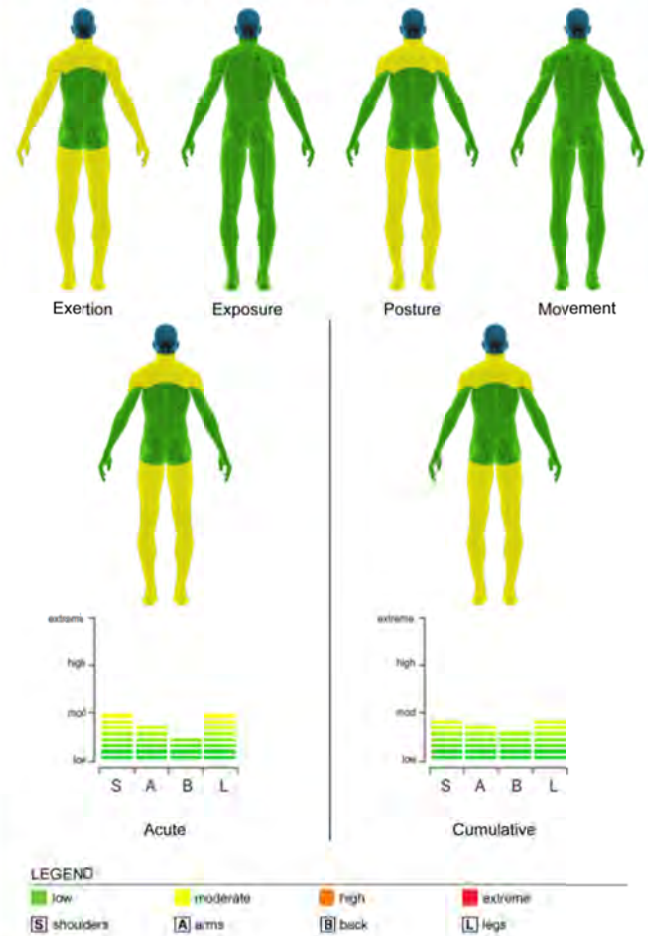 Exertion Exposure Posture Movement
extreme extreme
high high
mod mod
low low
S A B L S A B L
Acute Cumulative
LEGEND
low moderate high extreme
S shoulders A arms B back L legs